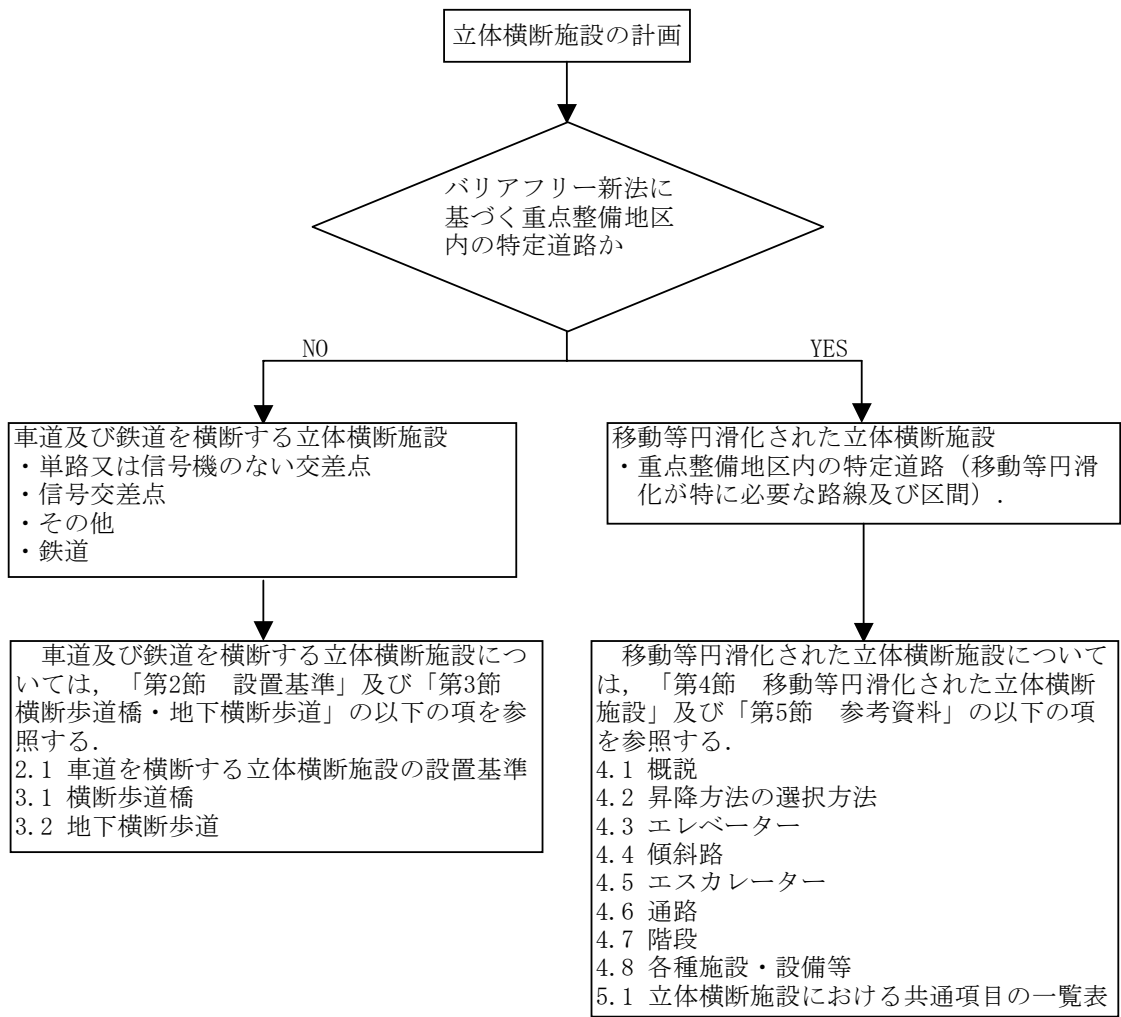 立体横断施設の計画
バリアフリー新法に
基づく重点整備地区
内の特定道路か
NO
YES
車道及び鉄道を横断する立体横断施設
・単路又は信号機のない交差点
・信号交差点
・その他
・鉄道
移動等円滑化された立体横断施設
・重点整備地区内の特定道路（移動等円滑
化が特に必要な路線及び区間）.
車道及び鉄道を横断する立体横断施設につ
いては,「第2節　設置基準」及び「第3節
横断歩道橋・地下横断歩道」の以下の項を参
照する.
2.1 車道を横断する立体横断施設の設置基準
3.1 横断歩道橋
3.2 地下横断歩道
移動等円滑化された立体横断施設について
は,「第4節　移動等円滑化された立体横断
施設」及び「第5節　参考資料」の以下の項
を参照する.
4.1 概説
4.2 昇降方法の選択方法
4.3 エレベーター
4.4 傾斜路
4.5 エスカレーター
4.6 通路
4.7 階段
4.8 各種施設・設備等
5.1 立体横断施設における共通項目の一覧表